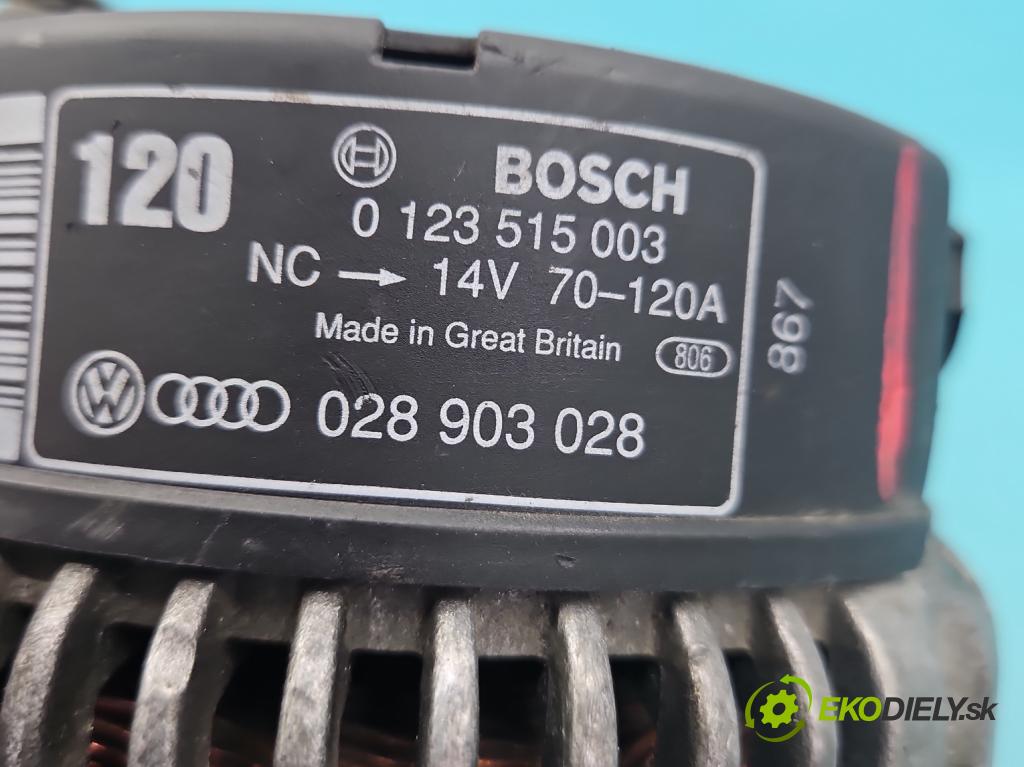 120
BOSCH
0 123 515 003
NC → 14V 70–120A
Made in Great Britain 806
028 903 028
867
EKODIELY.sk